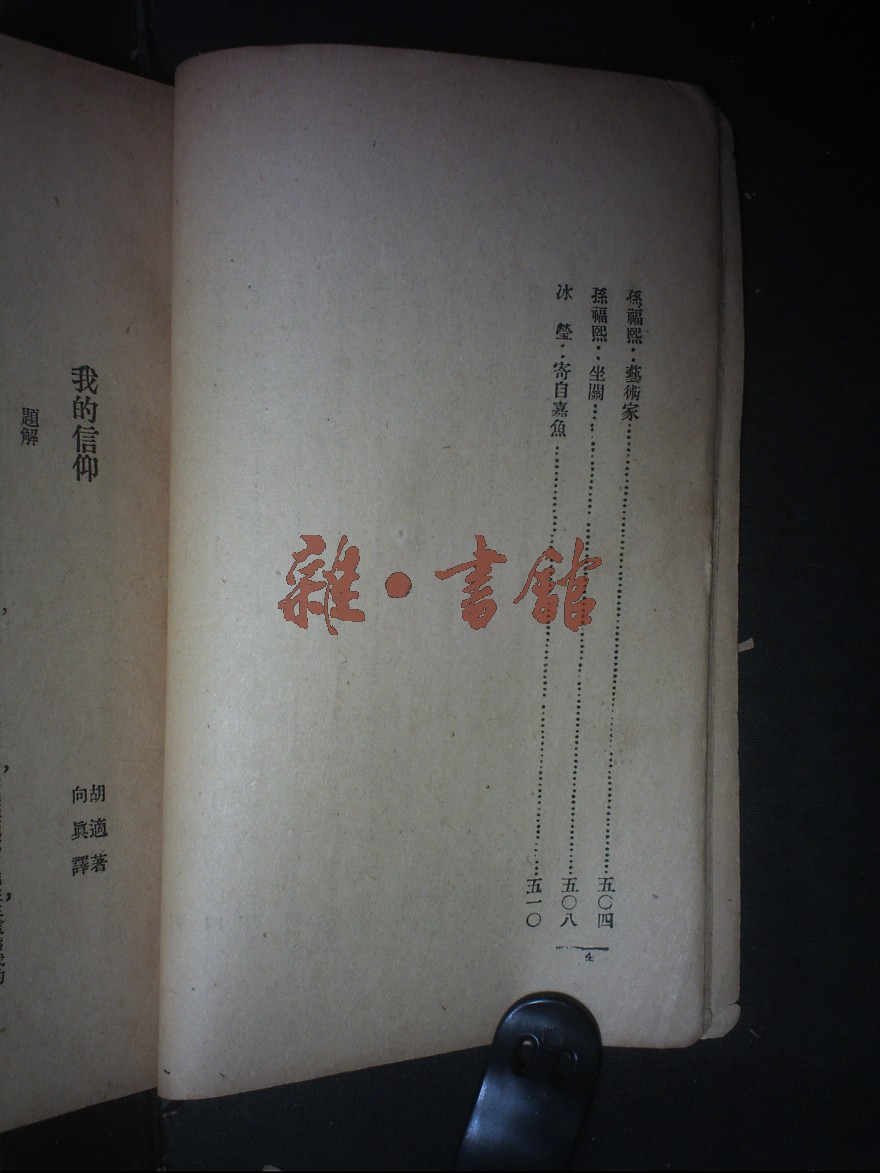 孫福熙：藝術家……五〇四
孫福熙：坐關……五〇八
冰　瑩：寄自嘉魚……五一〇
4
雜・書館
胡適著
向眞譯
我的信仰
題解